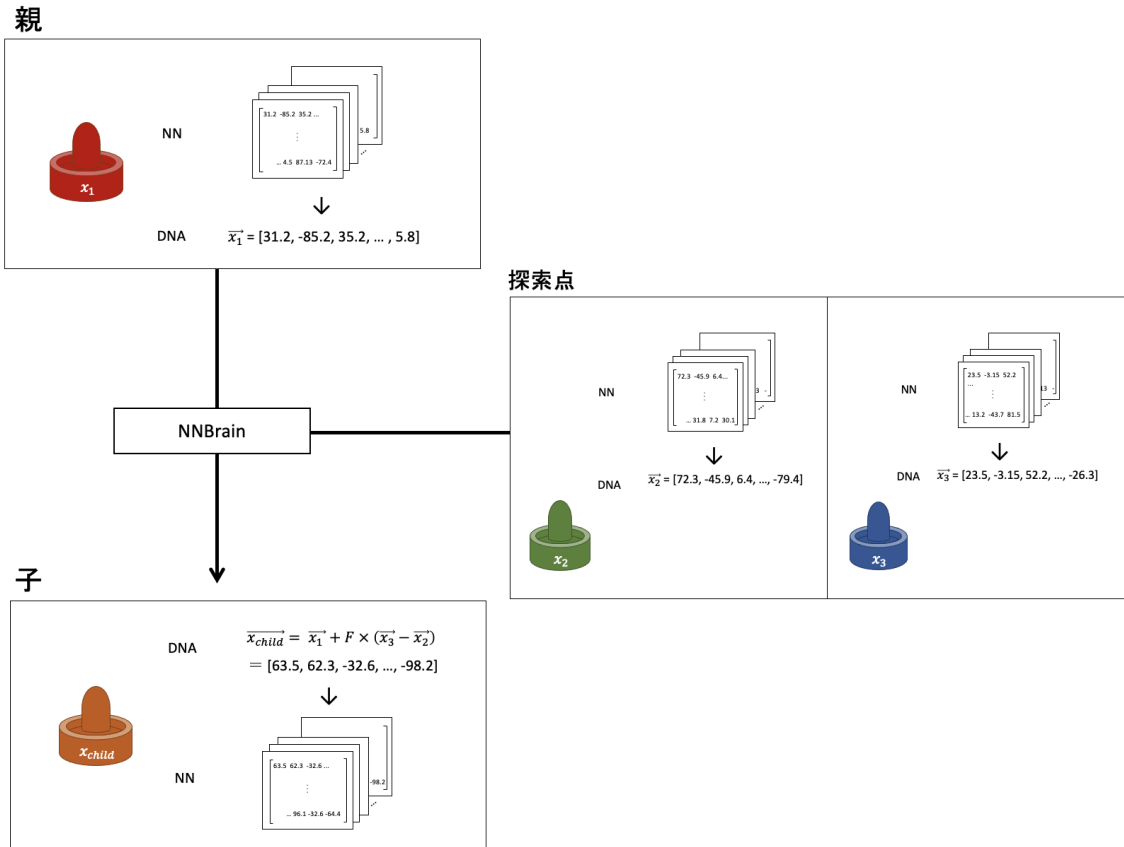 親
NN
31.2 -85.2 35.2 ...
⋮
... 4.5 87.13 -72.4
5.8
...
x₁
DNA
x₁ = [31.2, -85.2, 35.2, ... , 5.8]
探索点
NN
72.3 -45.9 6.4...
⋮
... 31.8 7.2 30.1
3 -
...
DNA
x₂ = [72.3, -45.9, 6.4, ..., -79.4]
x₂
NN
23.5 -3.15 52.2
...
⋮
... 13.2 -43.7 81.5
13 -
...
DNA
x₃ = [23.5, -3.15, 52.2, ..., -26.3]
x₃
NNBrain
子
DNA
x_child = x₁ + F × (x₃ − x₂)
= [63.5, 62.3, -32.6, ..., -98.2]
x_child
NN
63.5 62.3 -32.6 ...
⋮
... 96.1 -32.6 -64.4
-98.2
...